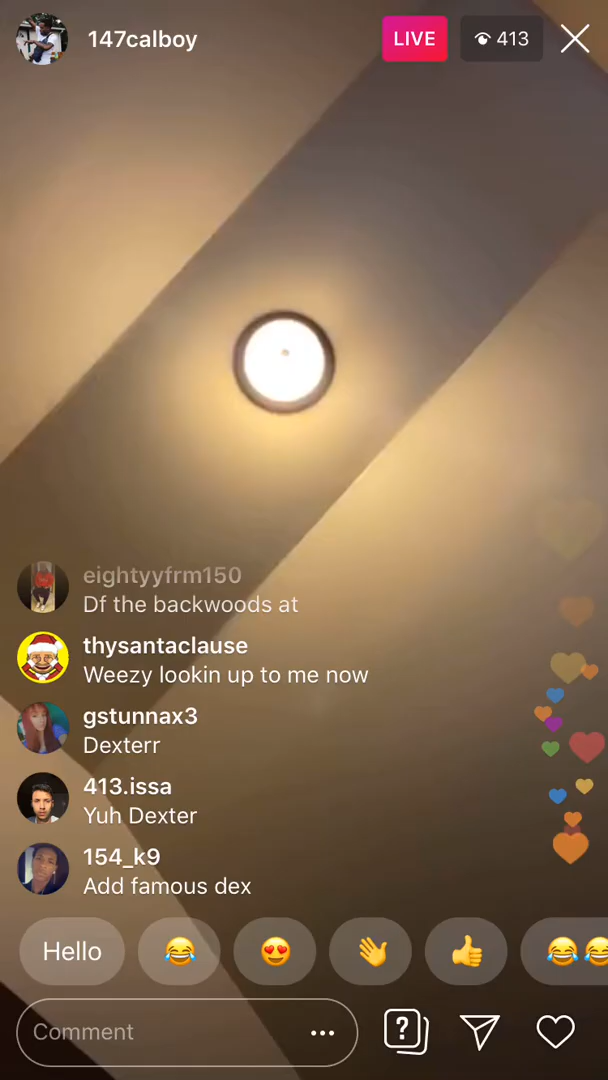 147calboy
LIVE
413
eightyyfrm150
Df the backwoods at
thysantaclause
Weezy lookin up to me now
gstunnax3
Dexterr
413.issa
Yuh Dexter
154_k9
Add famous dex
Hello
Comment